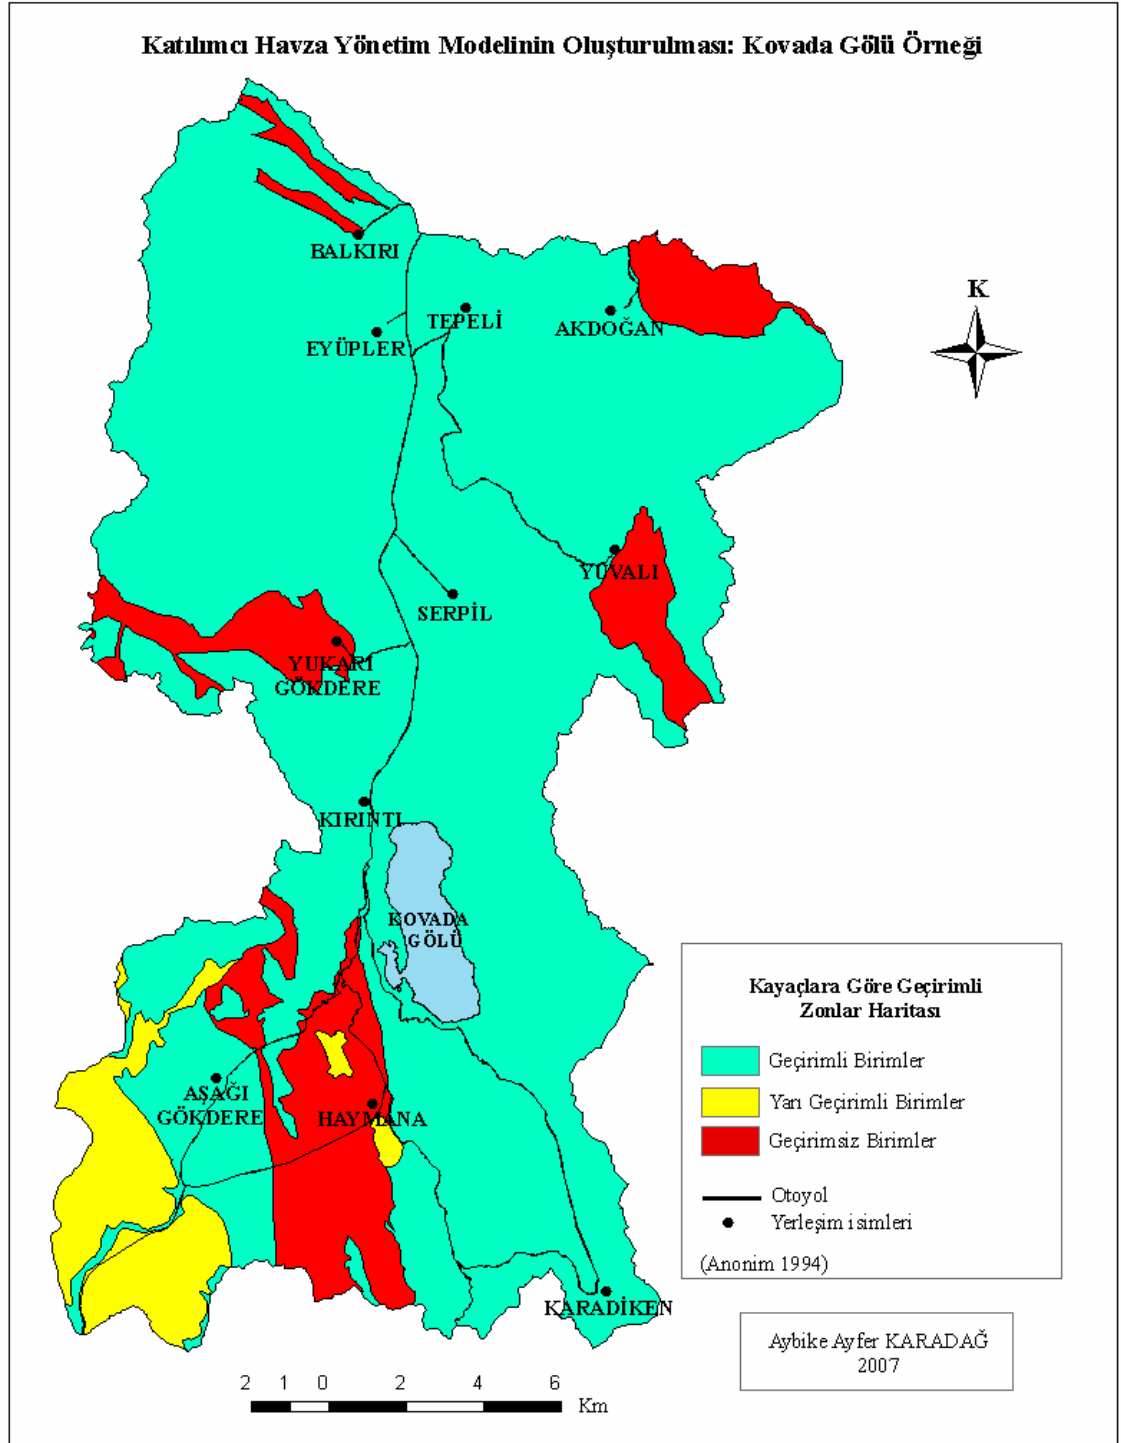 Katılımcı Havza Yönetim Modelinin Oluşturulması: Kovada Gölü Örneği
BALKIRI
K
TEPELİ
AKDOĞAN
EYÜPLER
YUVALI
SERPİL
YUKARI
GÖKDERE
KIRINTI
KOVADA
GÖLÜ
AŞAĞI
GÖKDERE
HAYMANA
KARADİKEN
Kayaçlara Göre Geçirimli
Zonlar Haritası
Geçirimli Birimler
Yarı Geçirimli Birimler
Geçirimsiz Birimler
Otoyol
Yerleşim isimleri
(Anonim 1994)
Aybike Ayfer KARADAĞ
2007
2 1 0 2 4 6
Km